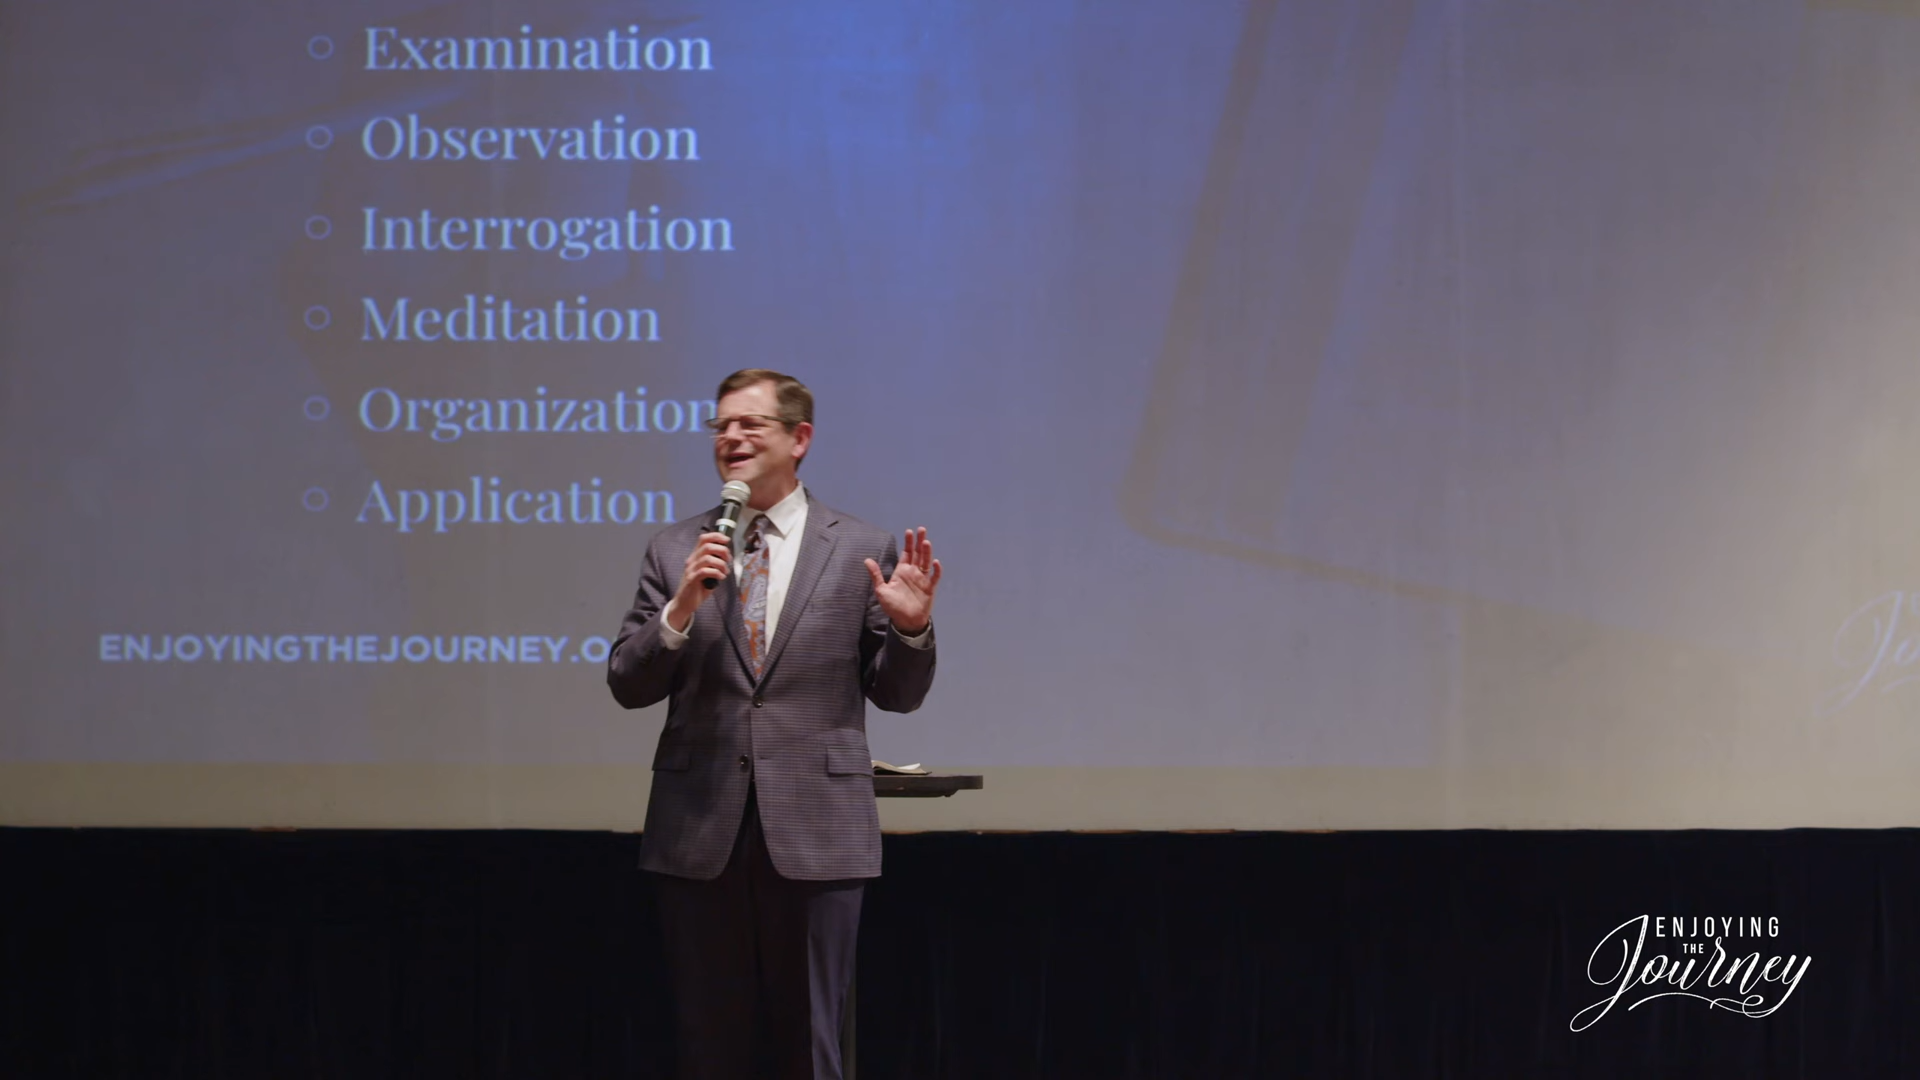 Examination
Observation
Interrogation
Meditation
Organization
Application
ENJOYINGTHEJOURNEY.O
ENJOYING
THE
Journey